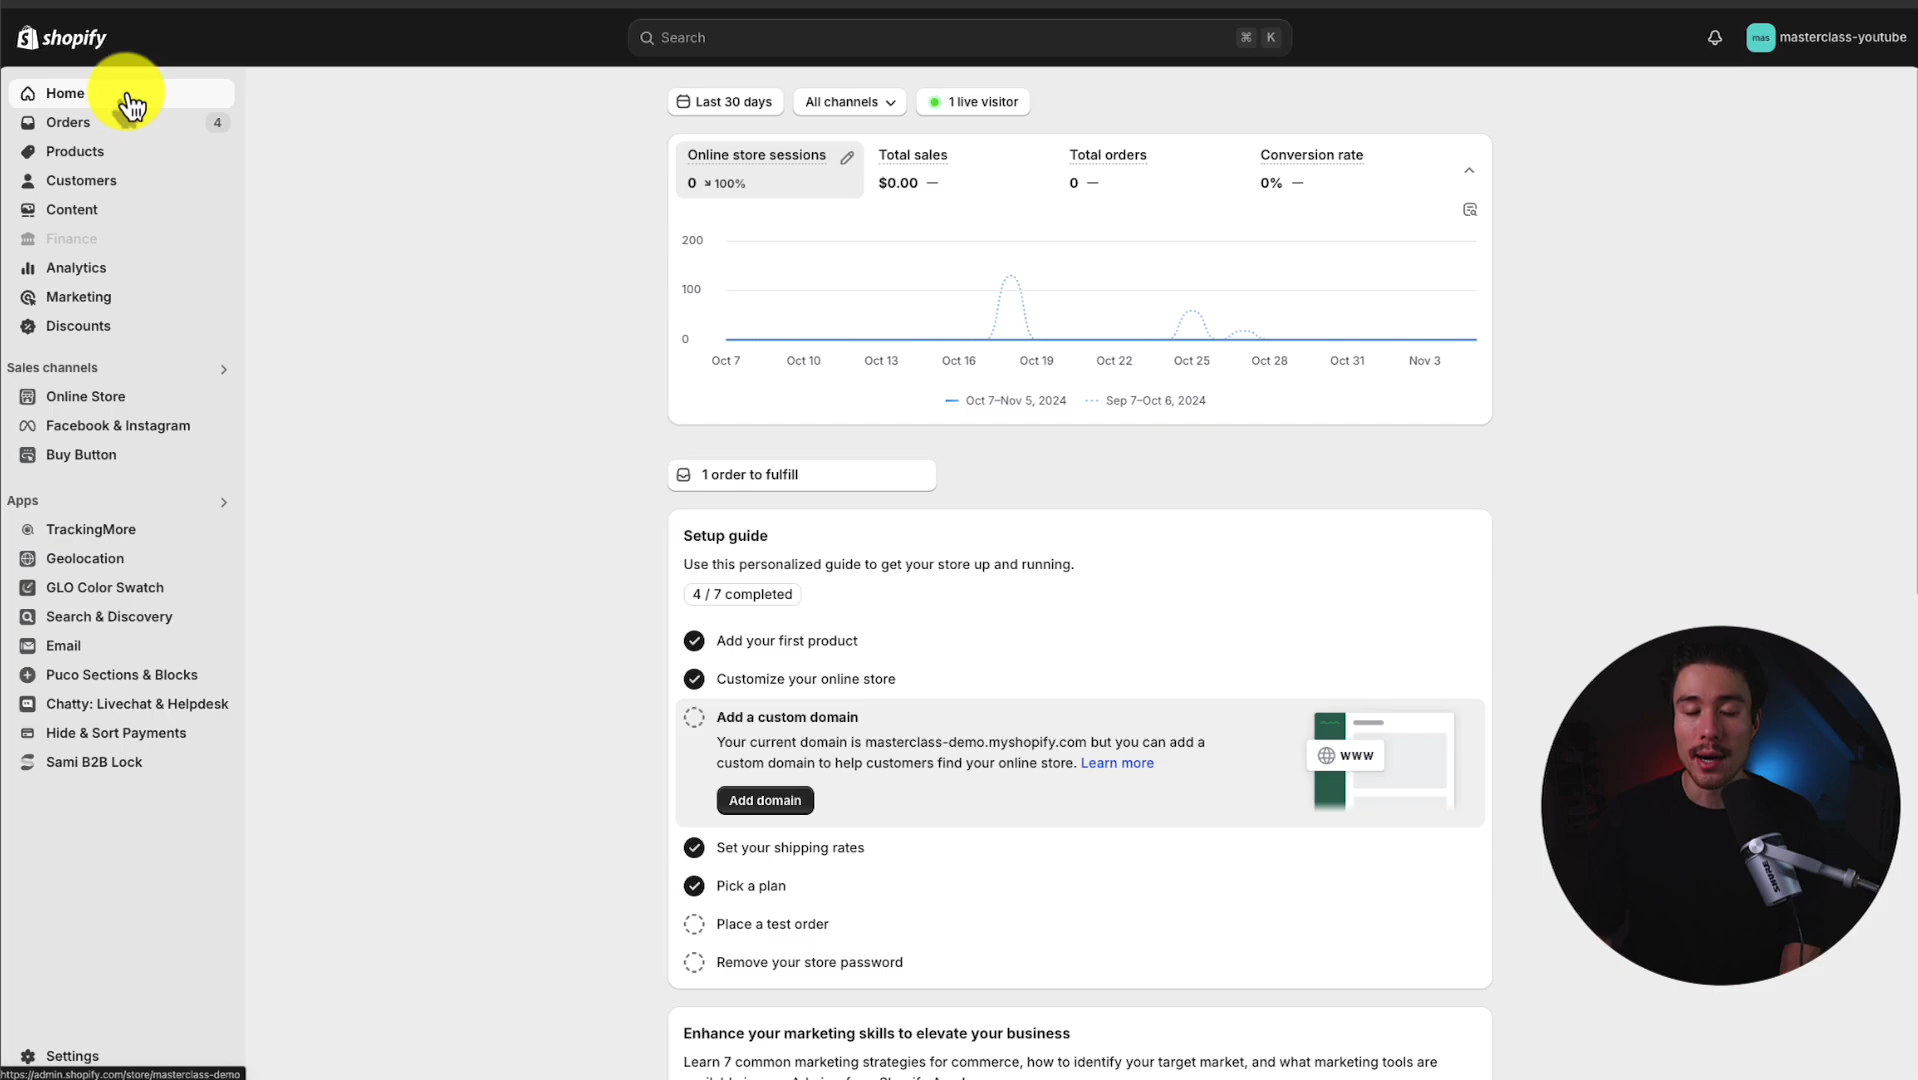 shopify
Search
⌘ K
mas
masterclass-youtube
Home
Orders 4
Products
Customers
Content
Finance
Analytics
Marketing
Discounts
Sales channels
Online Store
Facebook & Instagram
Buy Button
Apps
TrackingMore
Geolocation
GLO Color Swatch
Search & Discovery
Email
Puco Sections & Blocks
Chatty: Livechat & Helpdesk
Hide & Sort Payments
Sami B2B Lock
Settings
https://admin.shopify.com/store/masterclass-demo
Last 30 days
All channels
1 live visitor
Online store sessions
0 ↘ 100%
Total sales
$0.00 —
Total orders
0 —
Conversion rate
0% —
200
100
0
Oct 7 Oct 10 Oct 13 Oct 16 Oct 19 Oct 22 Oct 25 Oct 28 Oct 31 Nov 3
Oct 7–Nov 5, 2024 Sep 7–Oct 6, 2024
1 order to fulfill
Setup guide
Use this personalized guide to get your store up and running.
4 / 7 completed
Add your first product
Customize your online store
Add a custom domain
Your current domain is masterclass-demo.myshopify.com but you can add a
custom domain to help customers find your online store. Learn more
Add domain
www
Set your shipping rates
Pick a plan
Place a test order
Remove your store password
Enhance your marketing skills to elevate your business
Learn 7 common marketing strategies for commerce, how to identify your target market, and what marketing tools are
SHURE